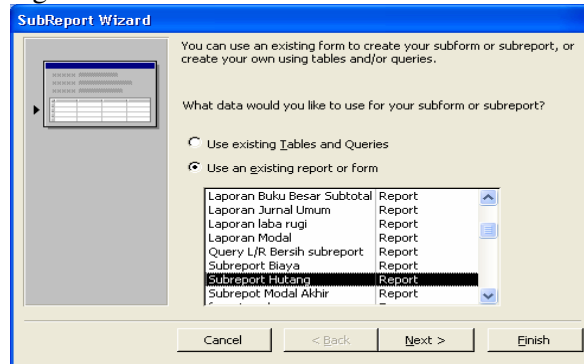 SubReport Wizard
You can use an existing form to create your subform or subreport, or
create your own using tables and/or queries.
What data would you like to use for your subform or subreport?
Use existing Tables and Queries
Use an existing report or form
Laporan Buku Besar Subtotal Report
Laporan Jurnal Umum Report
Laporan laba rugi Report
Laporan Modal Report
Query L/R Bersih subreport Report
Subreport Biaya Report
Subreport Hutang Report
Subrepot Modal Akhir Report
Cancel < Back Next > Finish